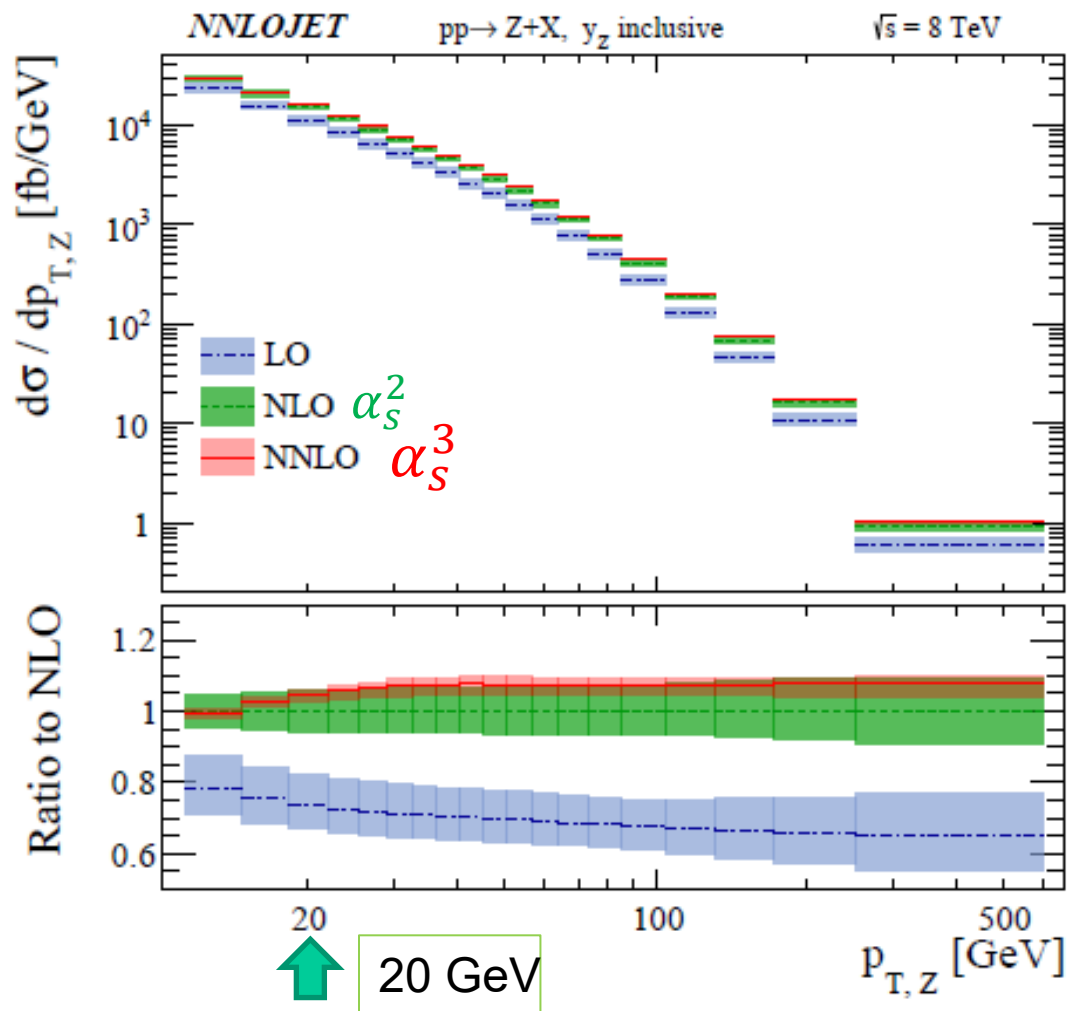 NNLOJET pp→ Z+X, y_Z inclusive √s = 8 TeV
dσ / dp_T, Z [fb/GeV]
10^4
10^3
10^2
10
1
LO
NLO α_s^2
NNLO α_s^3
Ratio to NLO
1.2
1
0.8
0.6
20 100 500
p_T, Z [GeV]
20 GeV